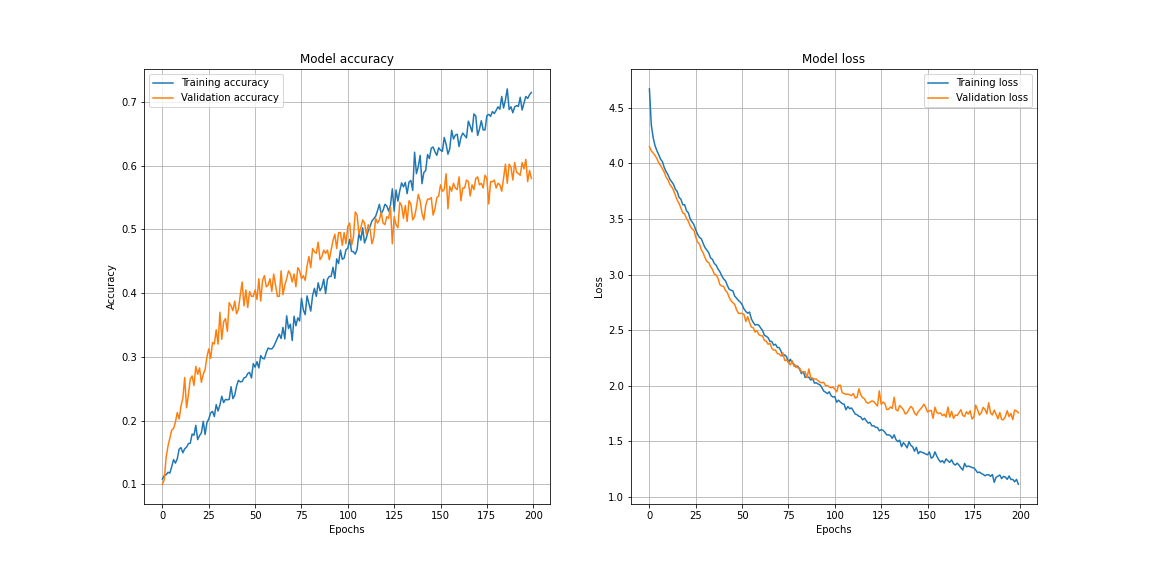 Model accuracy
Training accuracy
Validation accuracy
0.7
0.6
0.5
0.4
0.3
0.2
0.1
Accuracy
0 25 50 75 100 125 150 175 200
Epochs
Model loss
Training loss
Validation loss
4.5
4.0
3.5
3.0
2.5
2.0
1.5
1.0
Loss
0 25 50 75 100 125 150 175 200
Epochs